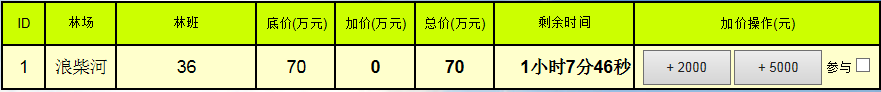 ID 林场 林班 底价(万元) 加价(万元) 总价(万元) 剩余时间 加价操作(元)
1 浪柴河 36 70 0 70 1小时7分46秒 + 2000 + 5000 参与